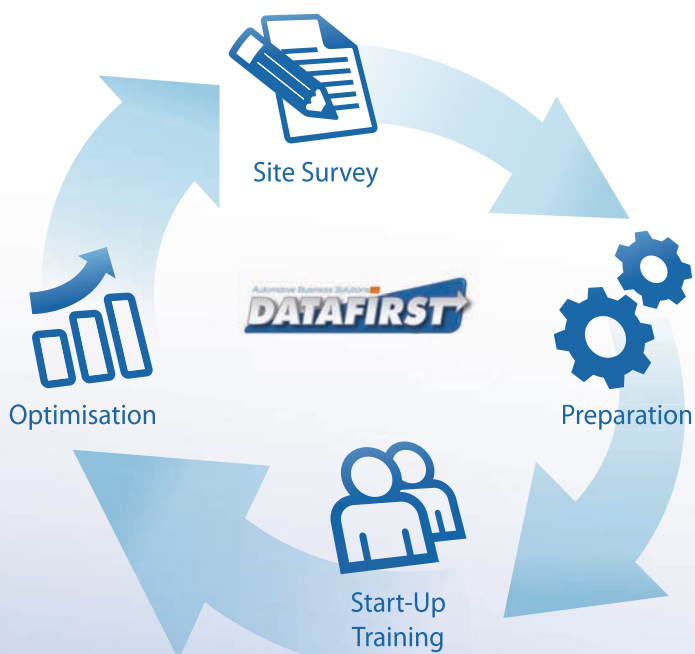 Site Survey
Automotive Business Solutions
DATAFIRST
Optimisation
Preparation
Start-Up
Training